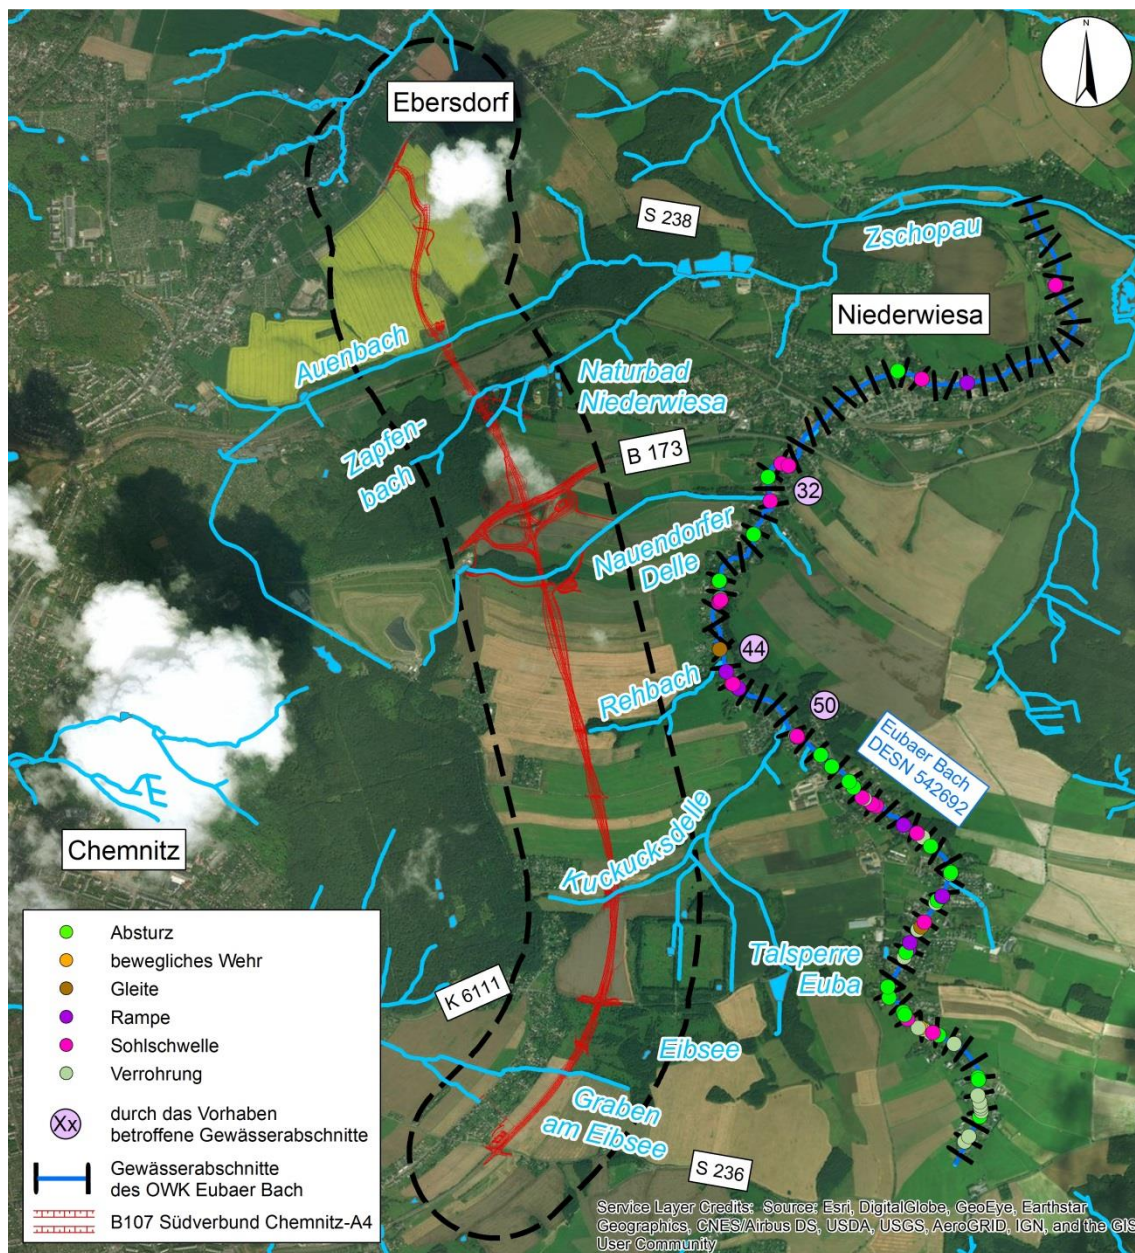 N
Ebersdorf
S 238
Zschopau
Niederwiesa
Auenbach
Naturbad
Niederwiesa
Zapfen-
bach
B 173
32
Nauendorfer
Delle
44
Rehbach
50
Eubaer Bach
DESN 542692
Chemnitz
Kuckucksdelle
Talsperre
Euba
K 6111
Eibsee
Graben
am Eibsee
S 236
Absturz
bewegliches Wehr
Gleite
Rampe
Sohlschwelle
Verrohrung
Xx
durch das Vorhaben
betroffene Gewässerabschnitte
Gewässerabschnitte
des OWK Eubaer Bach
B107 Südverbund Chemnitz-A4
Service Layer Credits: Source: Esri, DigitalGlobe, GeoEye, Earthstar
Geographics, CNES/Airbus DS, USDA, USGS, AeroGRID, IGN, and the GIS
User Community